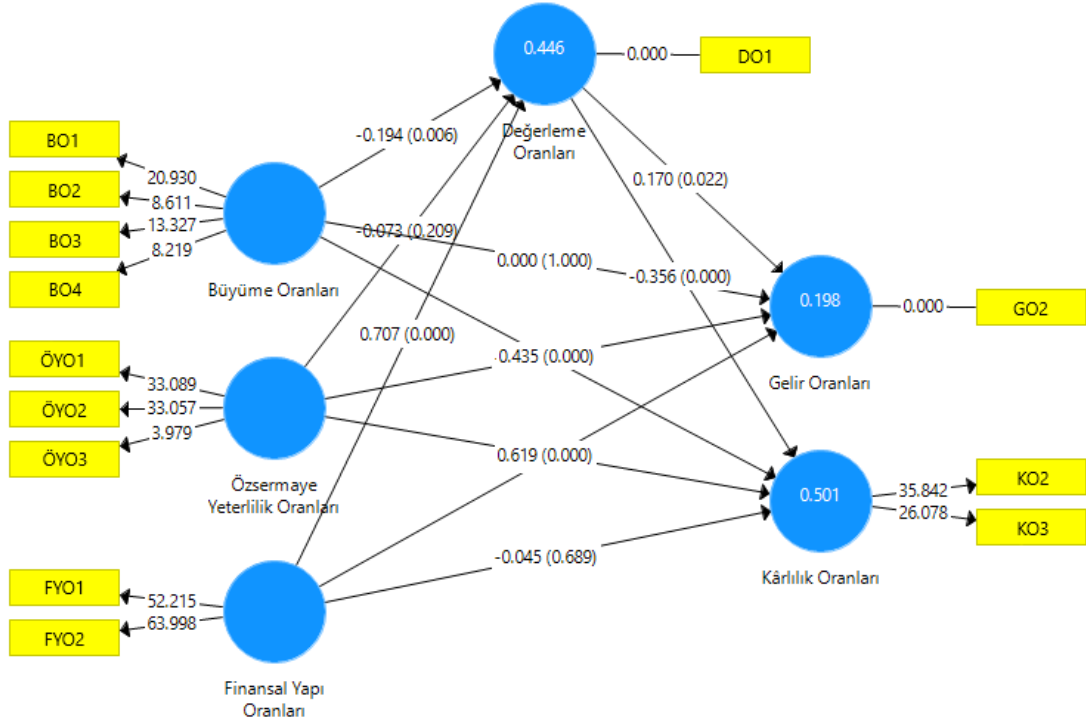 0.446
0.000
DO1
Değerleme
Oranları
-0.194 (0.006)
BO1
BO2
BO3
BO4
20.930
8.611
13.327
8.219
Büyüme Oranları
0.170 (0.022)
-0.073 (0.209)
0.000 (1.000)
-0.356 (0.000)
0.198
0.000
GO2
Gelir Oranları
0.707 (0.000)
0.435 (0.000)
ÖYO1
ÖYO2
ÖYO3
33.089
33.057
3.979
Özsermaye
Yeterlilik Oranları
0.619 (0.000)
0.501
35.842
26.078
KO2
KO3
Kârlılık Oranları
-0.045 (0.689)
FYO1
FYO2
52.215
63.998
Finansal Yapı
Oranları